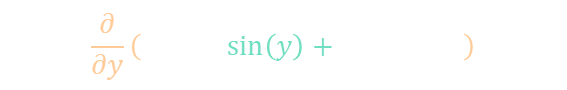 ∂/∂y (sin(y) + )